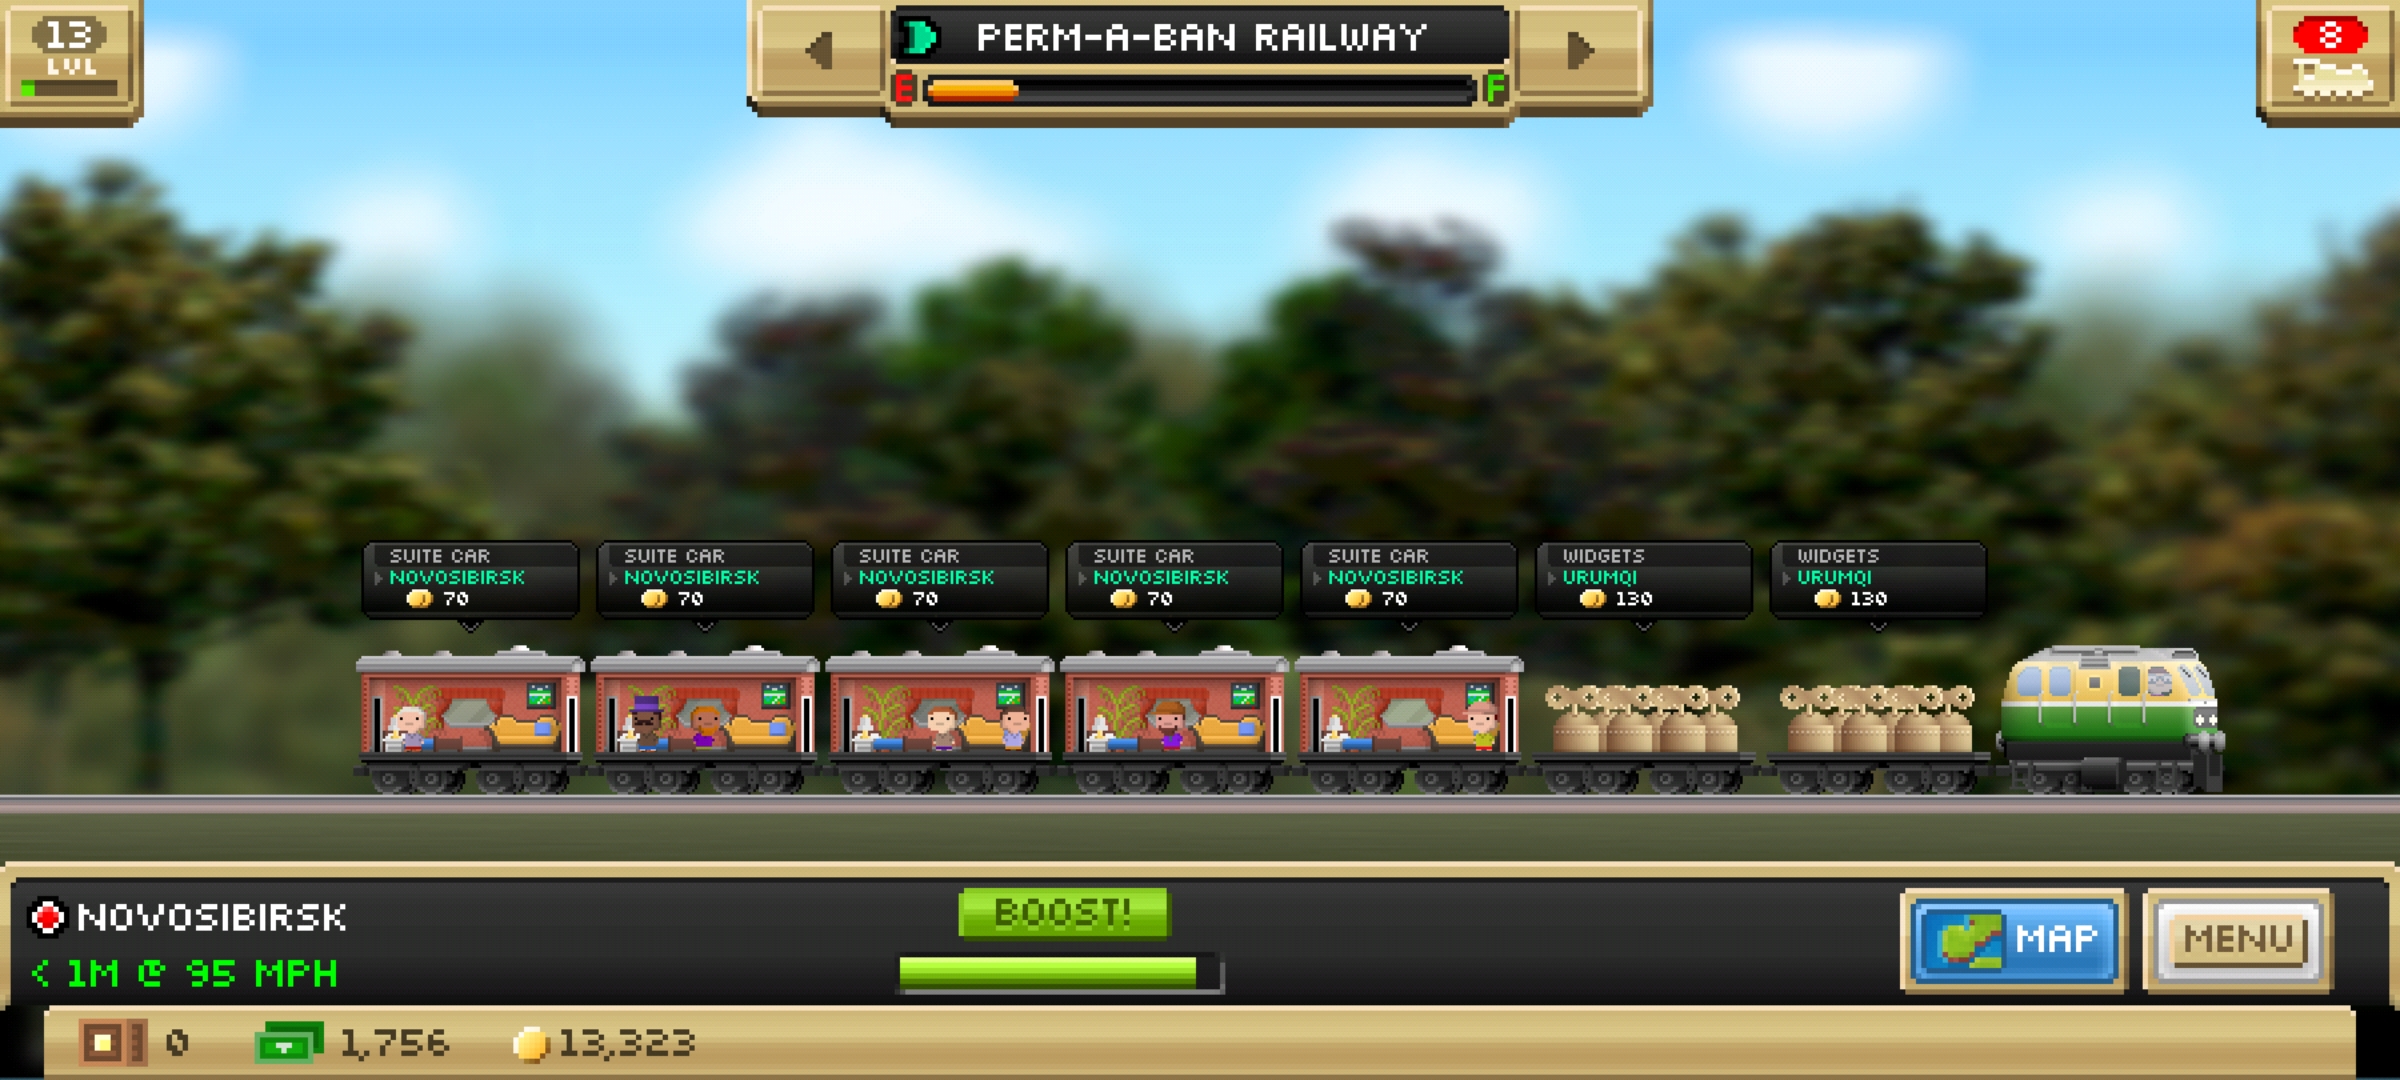 13
LVL
PERM-A-BAN RAILWAY
E F
8
SUITE CAR
NOVOSIBIRSK
70
SUITE CAR
NOVOSIBIRSK
70
SUITE CAR
NOVOSIBIRSK
70
SUITE CAR
NOVOSIBIRSK
70
SUITE CAR
NOVOSIBIRSK
70
WIDGETS
URUMQI
130
WIDGETS
URUMQI
130
NOVOSIBIRSK
< 1M @ 95 MPH
BOOST!
MAP
MENU
0 1,756 13,323